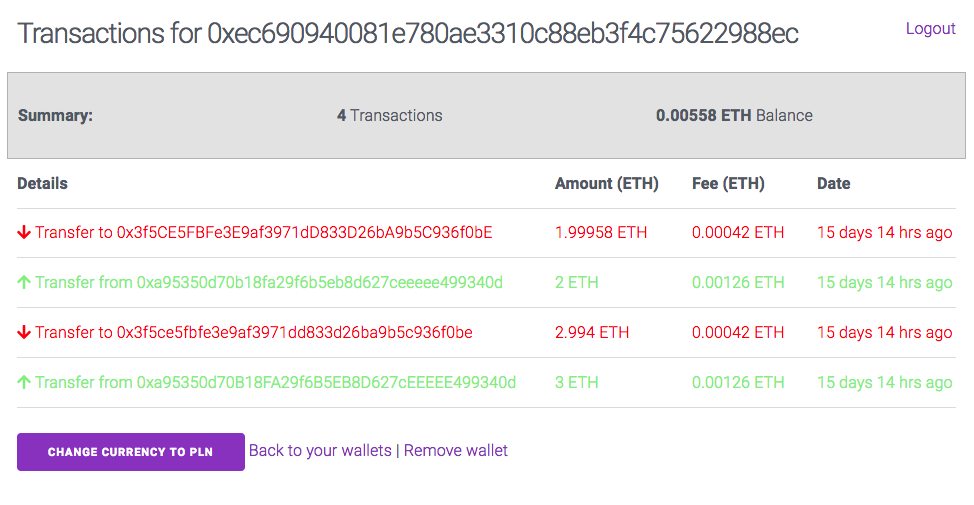 Transactions for 0xec690940081e780ae3310c88eb3f4c75622988ec Logout
Summary: 4 Transactions 0.00558 ETH Balance
Details Amount (ETH) Fee (ETH) Date
Transfer to 0x3f5CE5FBFe3E9af3971dD833D26bA9b5C936f0bE 1.99958 ETH 0.00042 ETH 15 days 14 hrs ago
Transfer from 0xa95350d70b18fa29f6b5eb8d627ceeeee499340d 2 ETH 0.00126 ETH 15 days 14 hrs ago
Transfer to 0x3f5ce5fbfe3e9af3971dd833d26ba9b5c936f0be 2.994 ETH 0.00042 ETH 15 days 14 hrs ago
Transfer from 0xa95350d70B18FA29f6B5EB8D627cEEEEE499340d 3 ETH 0.00126 ETH 15 days 14 hrs ago
CHANGE CURRENCY TO PLN Back to your wallets | Remove wallet